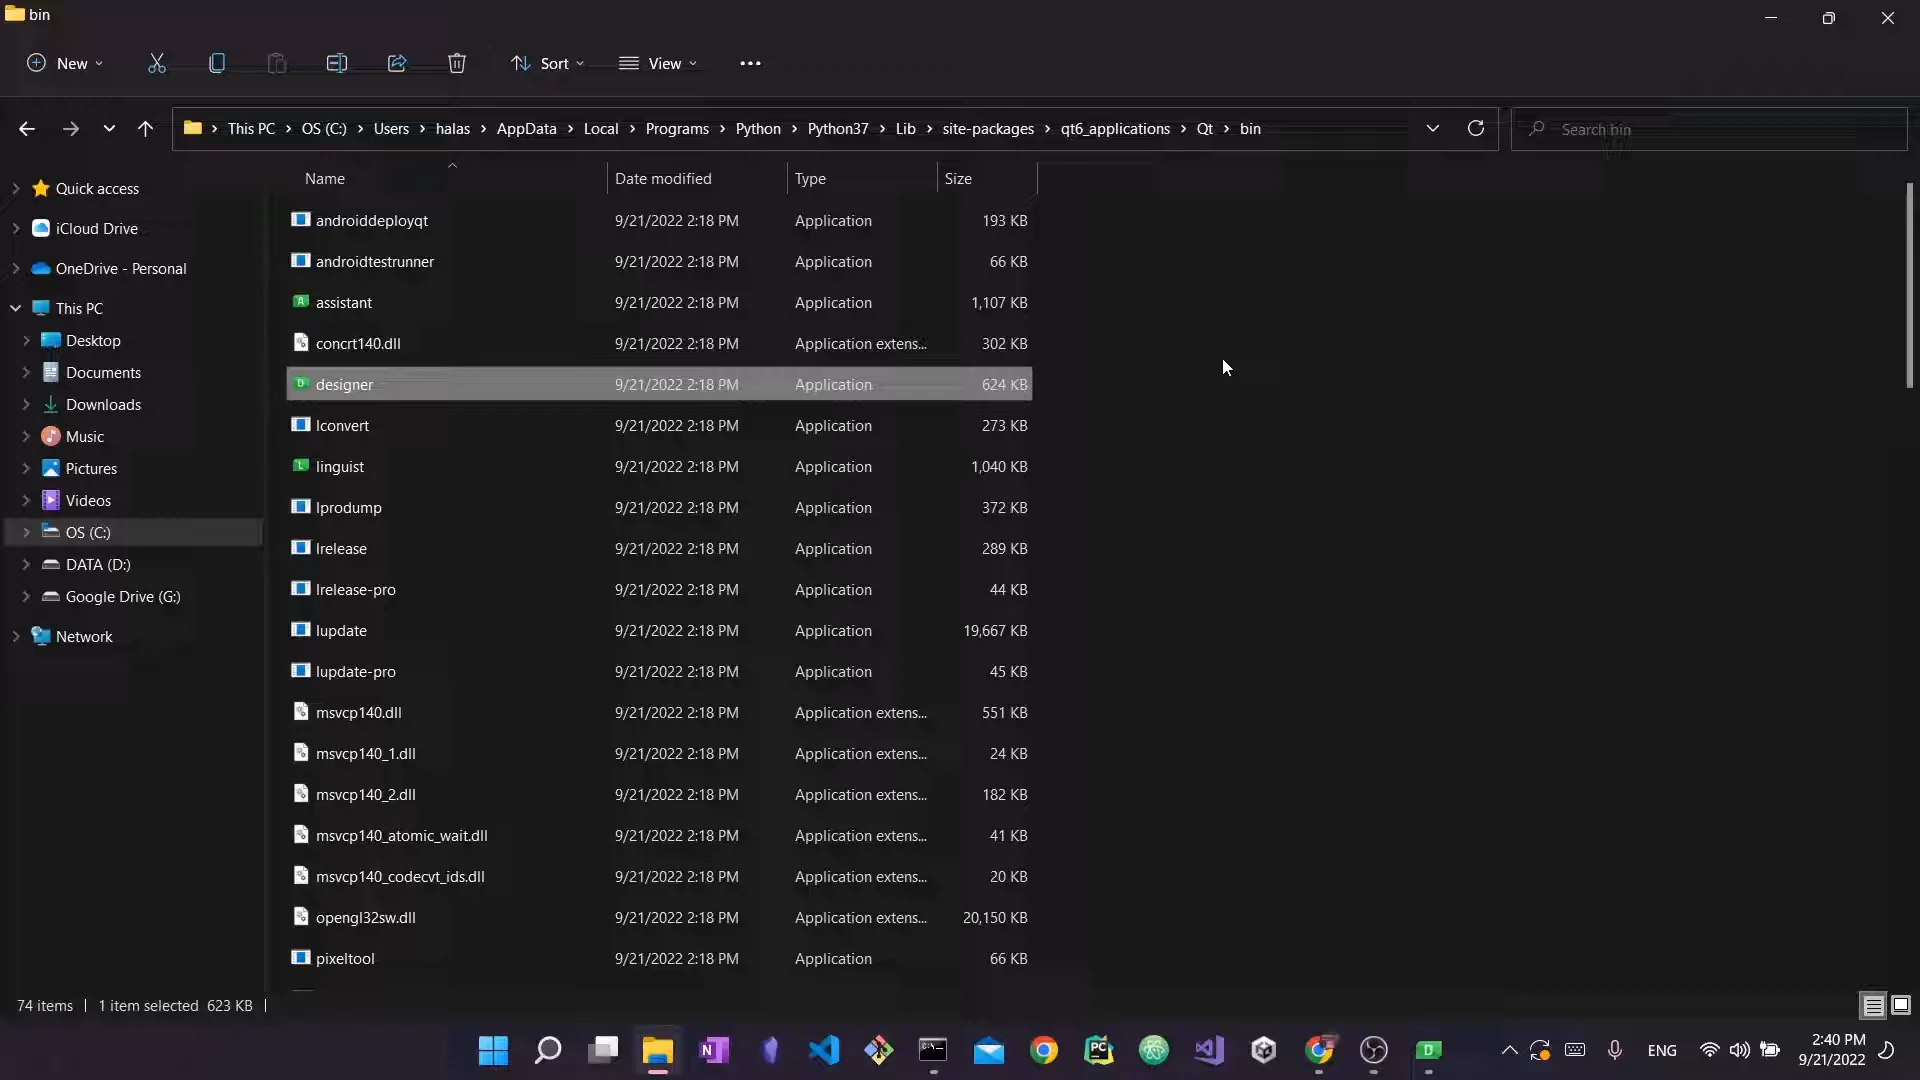 bin
New
Sort
View
This PC > OS (C:) > Users > halas > AppData > Local > Programs > Python > Python37 > Lib > site-packages > qt6_applications > Qt > bin
Search bin
Name Date modified Type Size
Quick access
iCloud Drive
OneDrive - Personal
This PC
Desktop
Documents
Downloads
Music
Pictures
Videos
OS (C:)
DATA (D:)
Google Drive (G:)
Network
androiddeployqt 9/21/2022 2:18 PM Application 193 KB
androidtestrunner 9/21/2022 2:18 PM Application 66 KB
assistant 9/21/2022 2:18 PM Application 1,107 KB
concrt140.dll 9/21/2022 2:18 PM Application extens... 302 KB
designer 9/21/2022 2:18 PM Application 624 KB
lconvert 9/21/2022 2:18 PM Application 273 KB
linguist 9/21/2022 2:18 PM Application 1,040 KB
lprodump 9/21/2022 2:18 PM Application 372 KB
lrelease 9/21/2022 2:18 PM Application 289 KB
lrelease-pro 9/21/2022 2:18 PM Application 44 KB
lupdate 9/21/2022 2:18 PM Application 19,667 KB
lupdate-pro 9/21/2022 2:18 PM Application 45 KB
msvcp140.dll 9/21/2022 2:18 PM Application extens... 551 KB
msvcp140_1.dll 9/21/2022 2:18 PM Application extens... 24 KB
msvcp140_2.dll 9/21/2022 2:18 PM Application extens... 182 KB
msvcp140_atomic_wait.dll 9/21/2022 2:18 PM Application extens... 41 KB
msvcp140_codecvt_ids.dll 9/21/2022 2:18 PM Application extens... 20 KB
opengl32sw.dll 9/21/2022 2:18 PM Application extens... 20,150 KB
pixeltool 9/21/2022 2:18 PM Application 66 KB
74 items | 1 item selected 623 KB |
ENG
2:40 PM
9/21/2022